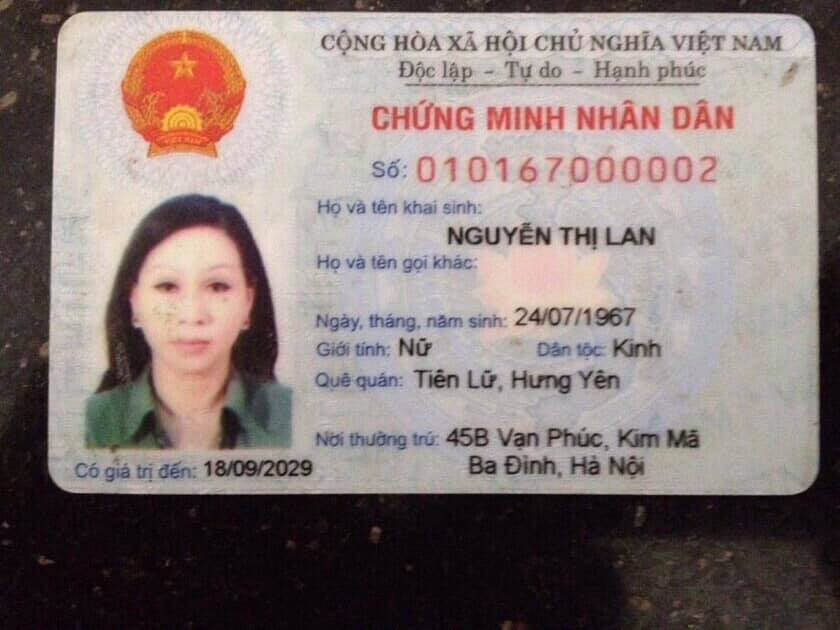 CỘNG HÒA XÃ HỘI CHỦ NGHĨA VIỆT NAM
Độc lập - Tự do - Hạnh phúc
CHỨNG MINH NHÂN DÂN
Số: 010167000002
Họ và tên khai sinh:
NGUYỄN THỊ LAN
Họ và tên gọi khác:
Ngày, tháng, năm sinh: 24/07/1967
Giới tính: Nữ Dân tộc: Kinh
Quê quán: Tiên Lữ, Hưng Yên
Nơi thường trú: 45B Vạn Phúc, Kim Mã
Ba Đình, Hà Nội
Có giá trị đến: 18/09/2029
VIỆT NAM